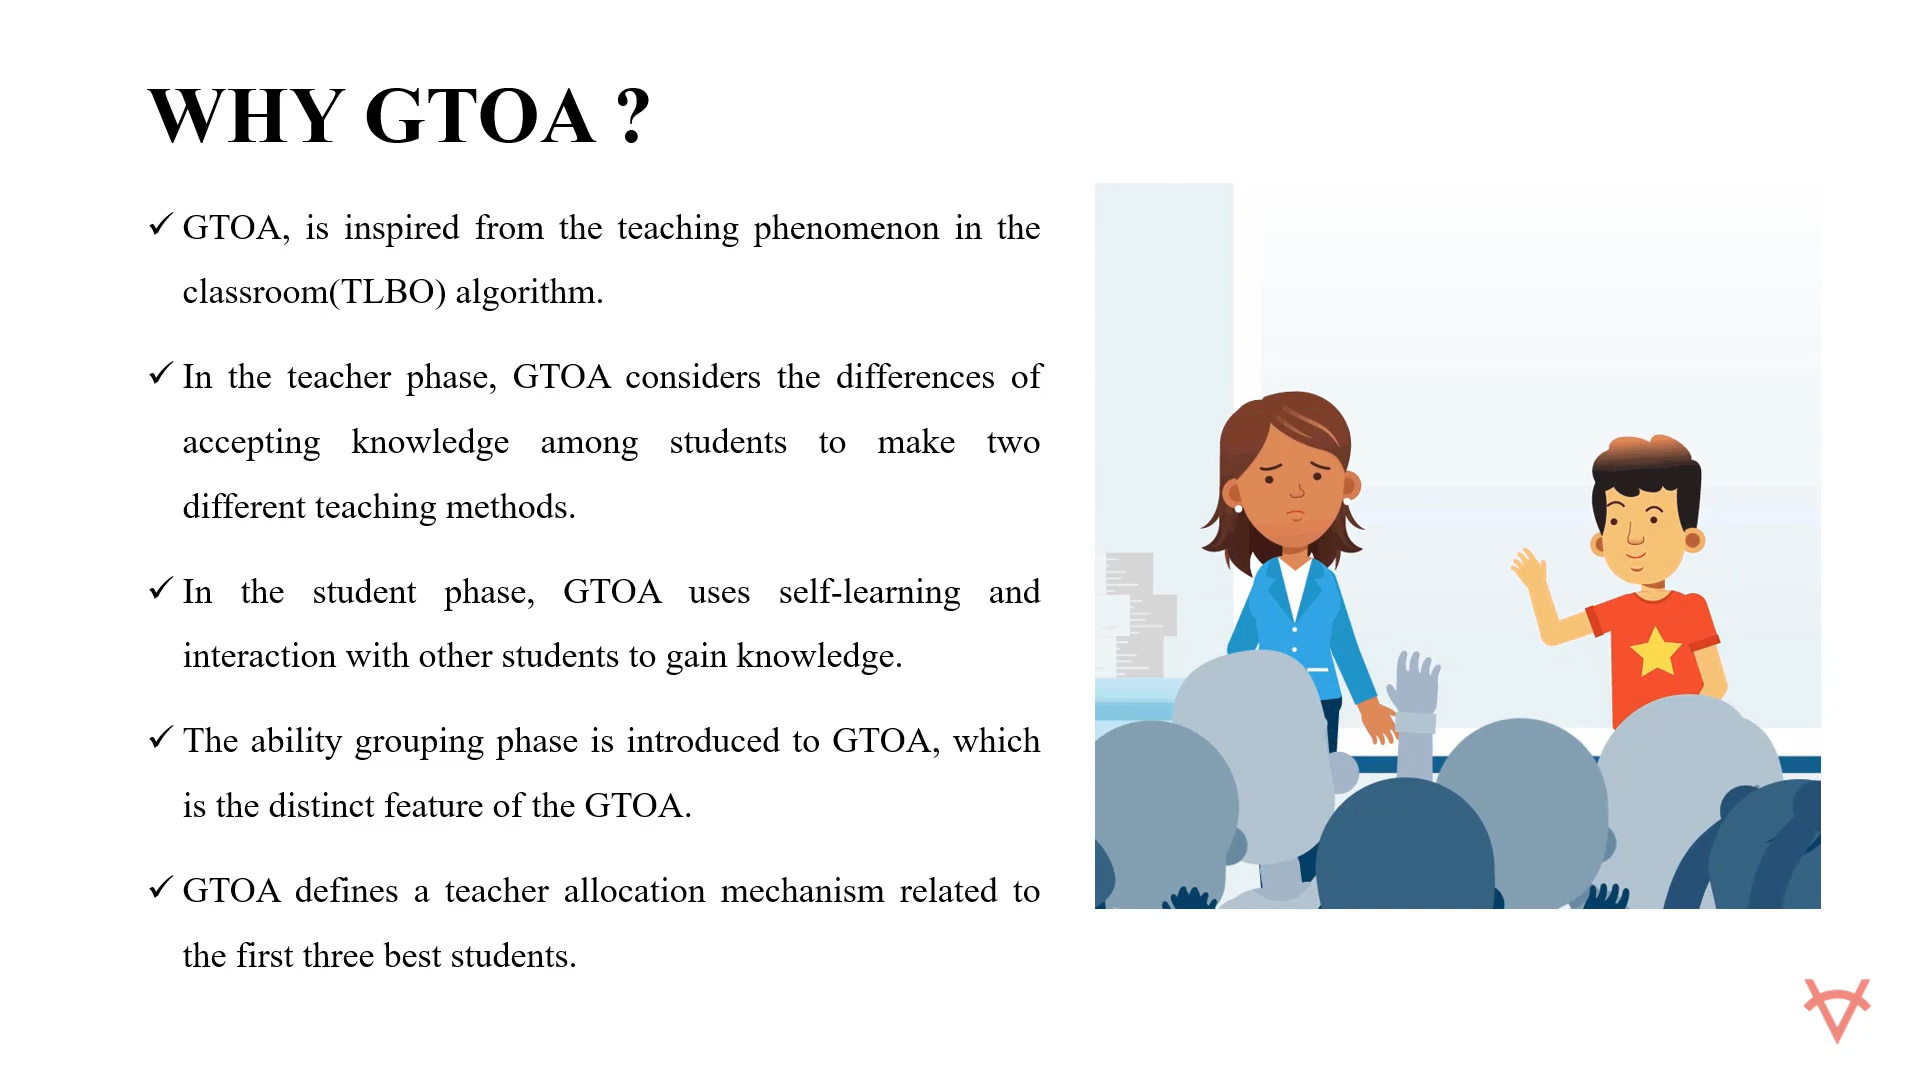 WHY GTOA ?
✓ GTOA, is inspired from the teaching phenomenon in the
classroom(TLBO) algorithm.
✓ In the teacher phase, GTOA considers the differences of
accepting knowledge among students to make two
different teaching methods.
✓ In the student phase, GTOA uses self-learning and
interaction with other students to gain knowledge.
✓ The ability grouping phase is introduced to GTOA, which
is the distinct feature of the GTOA.
✓ GTOA defines a teacher allocation mechanism related to
the first three best students.